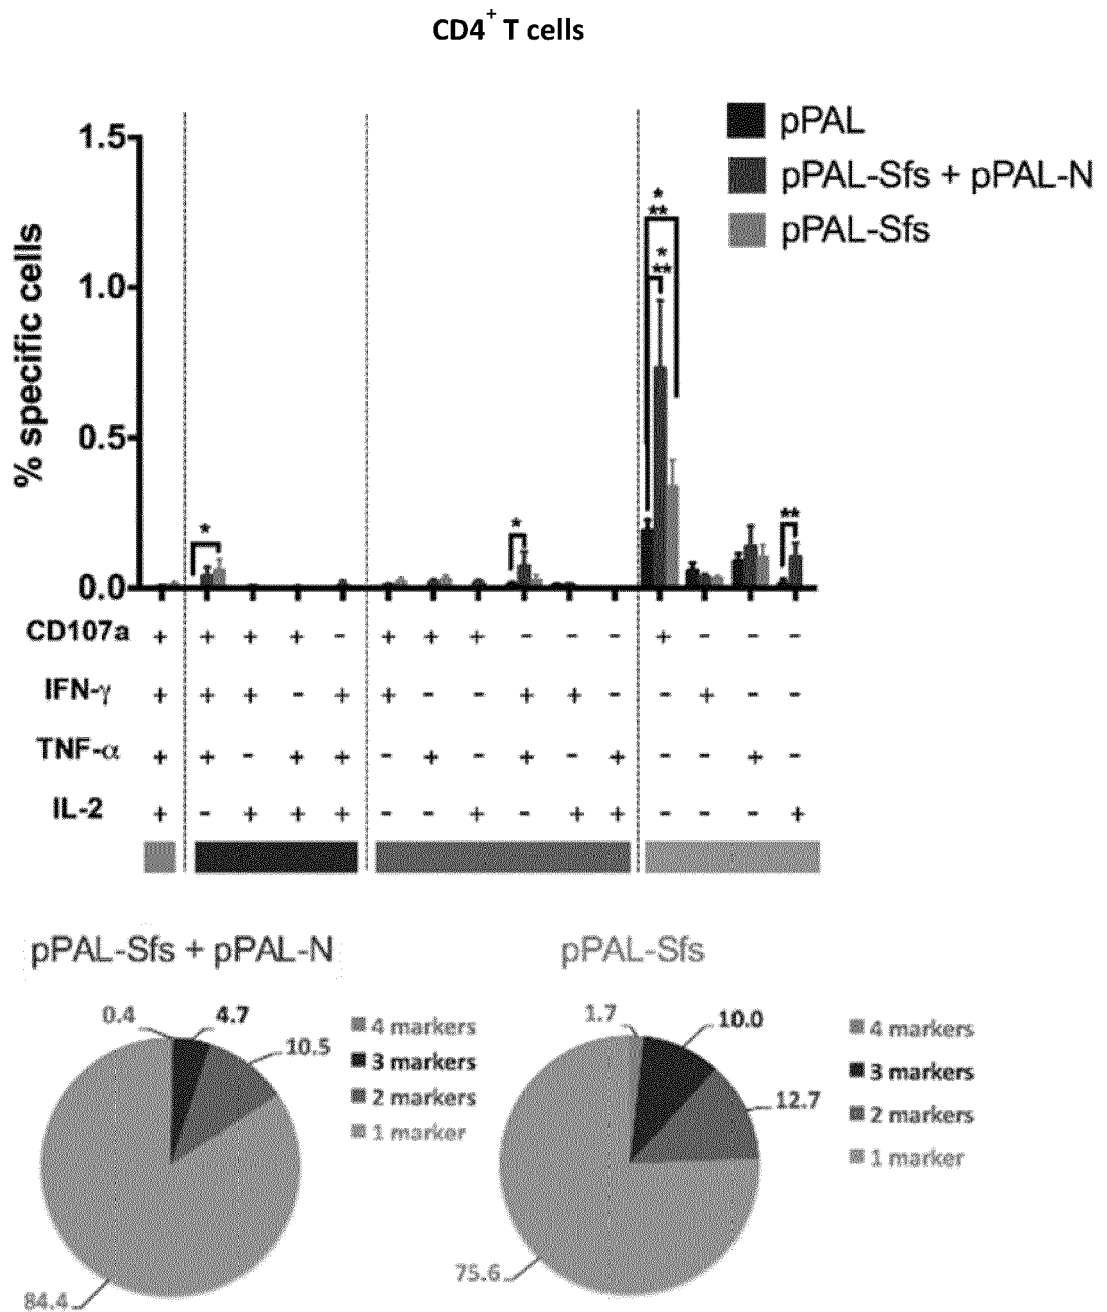 CD4+ T cells
pPAL
pPAL-Sfs + pPAL-N
pPAL-Sfs
% specific cells
1.5
1.0
0.5
0.0
*
**
*
**
*
*
**
CD107a + + + + - + + + - - - + - - -
IFN-γ + + + - + + - - + + - - + - -
TNF-α + + - + + - + - + - + - - + -
IL-2 + - + + + - - + - + + - - - +
pPAL-Sfs + pPAL-N
0.4
4.7
10.5
84.4
4 markers
3 markers
2 markers
1 marker
pPAL-Sfs
1.7
10.0
12.7
75.6
4 markers
3 markers
2 markers
1 marker